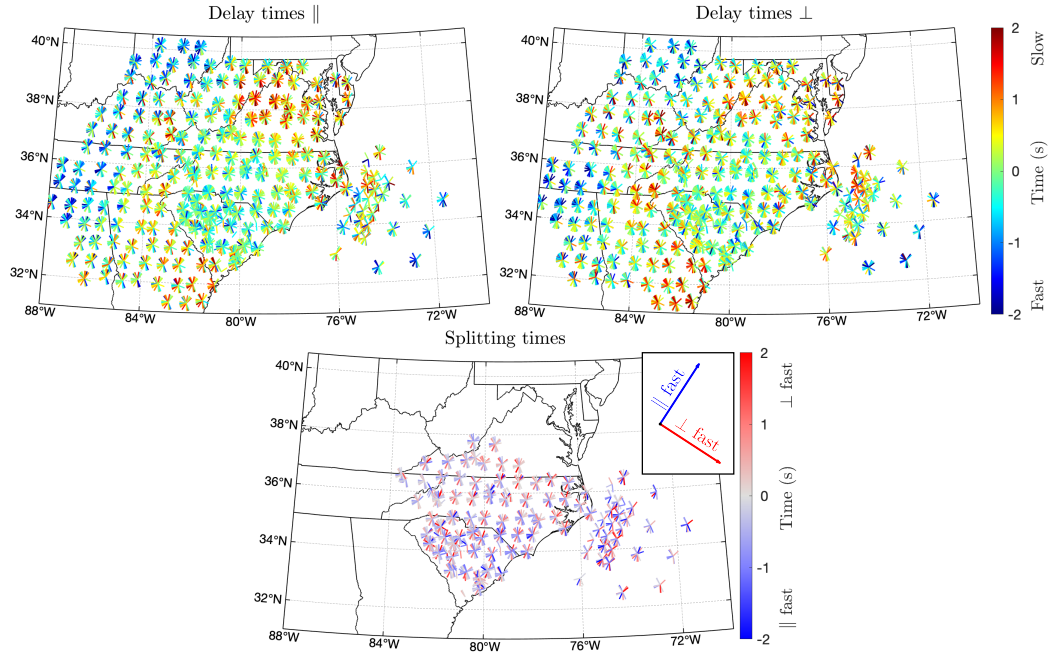 Delay times ∥
Delay times ⊥
40°N
38°N
36°N
34°N
32°N
88°W
84°W
80°W
76°W
72°W
40°N
38°N
36°N
34°N
32°N
88°W
84°W
80°W
76°W
72°W
2
1
0
-1
-2
Slow
Time (s)
Fast
Splitting times
40°N
38°N
36°N
34°N
32°N
88°W
84°W
80°W
76°W
72°W
∥ fast
⊥ fast
2
1
0
-1
-2
⊥ fast
Time (s)
∥ fast